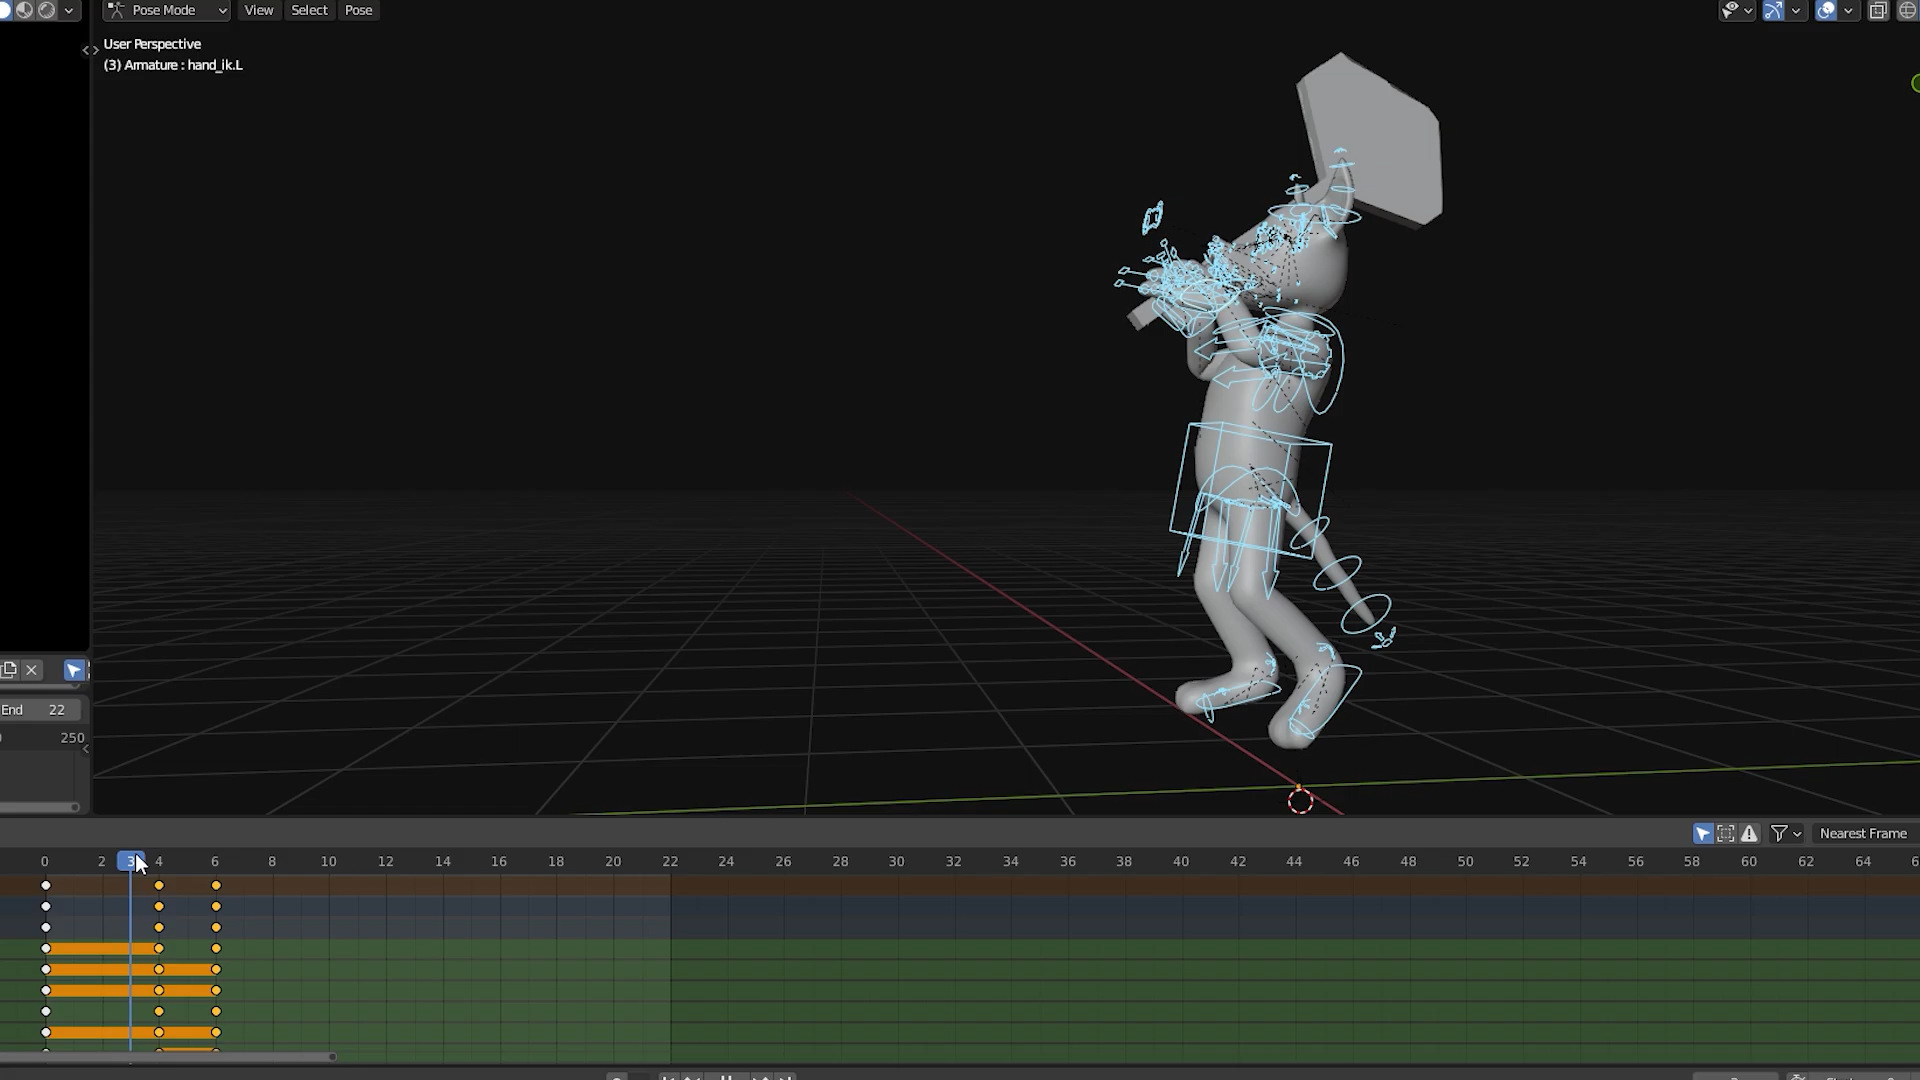 Pose Mode View Select Pose
User Perspective
(3) Armature : hand_ik.L
End 22
250
Nearest Frame
0 2 3 4 6 8 10 12 14 16 18 20 22 24 26 28 30 32 34 36 38 40 42 44 46 48 50 52 54 56 58 60 62 64